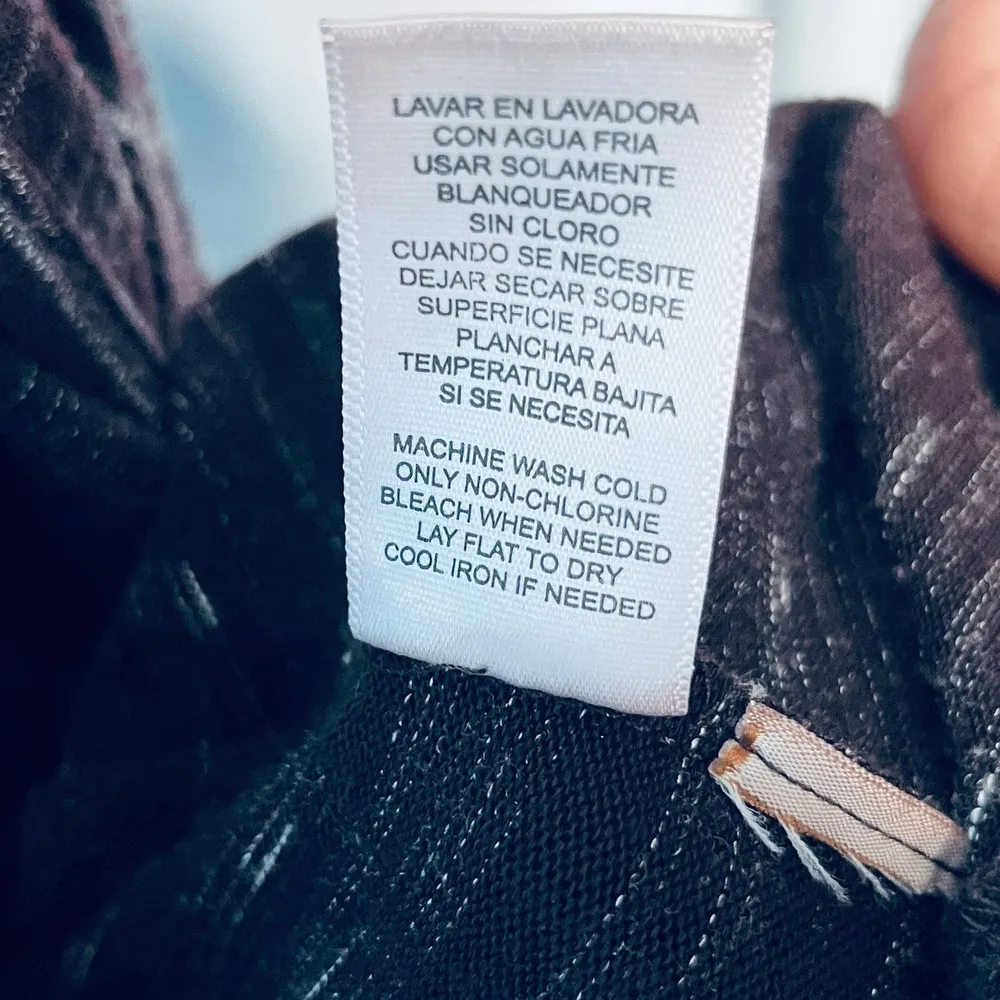 LAVAR EN LAVADORA
CON AGUA FRIA
USAR SOLAMENTE
BLANQUEADOR
SIN CLORO
CUANDO SE NECESITE
DEJAR SECAR SOBRE
SUPERFICIE PLANA
PLANCHAR A
TEMPERATURA BAJITA
SI SE NECESITA
MACHINE WASH COLD
ONLY NON-CHLORINE
BLEACH WHEN NEEDED
LAY FLAT TO DRY
COOL IRON IF NEEDED